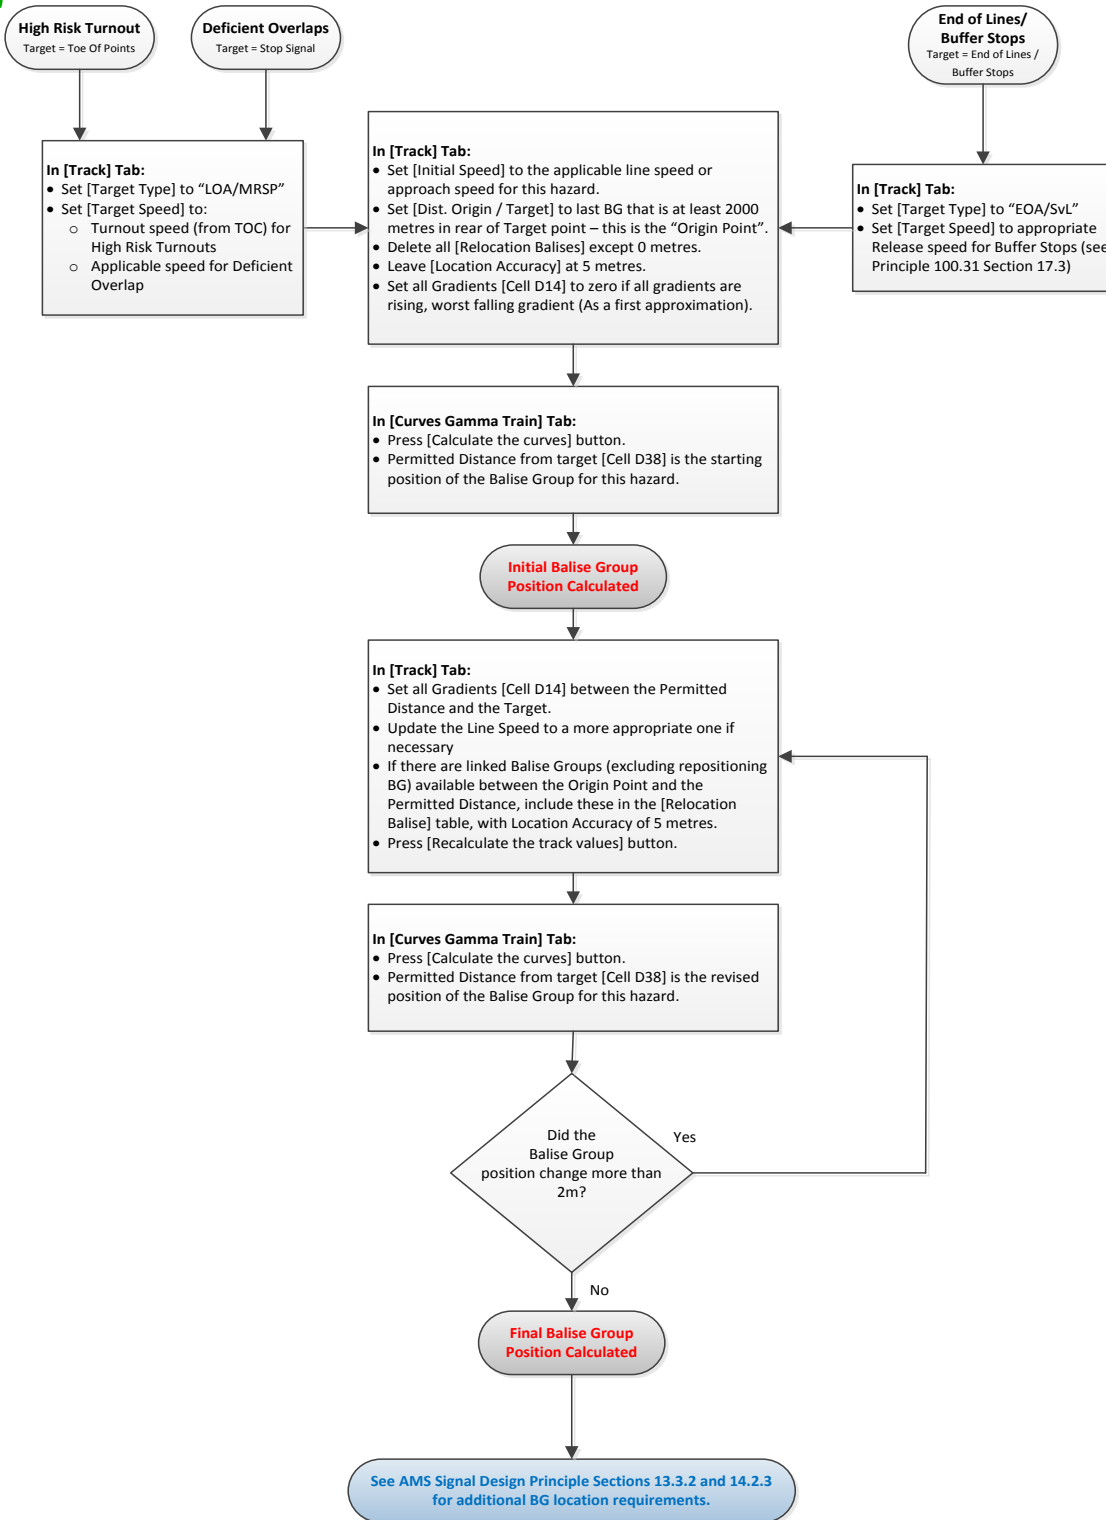 High Risk Turnout
Target = Toe Of Points
Deficient Overlaps
Target = Stop Signal
End of Lines/
Buffer Stops
Target = End of Lines /
Buffer Stops
In [Track] Tab:
• Set [Target Type] to “LOA/MRSP”
• Set [Target Speed] to:
o Turnout speed (from TOC) for
High Risk Turnouts
o Applicable speed for Deficient
Overlap
In [Track] Tab:
• Set [Initial Speed] to the applicable line speed or
approach speed for this hazard.
• Set [Dist. Origin / Target] to last BG that is at least 2000
metres in rear of Target point – this is the “Origin Point”.
• Delete all [Relocation Balises] except 0 metres.
• Leave [Location Accuracy] at 5 metres.
• Set all Gradients [Cell D14] to zero if all gradients are
rising, worst falling gradient (As a first approximation).
In [Track] Tab:
• Set [Target Type] to “EOA/SvL”
• Set [Target Speed] to appropriate
Release speed for Buffer Stops (see
Principle 100.31 Section 17.3)
In [Curves Gamma Train] Tab:
• Press [Calculate the curves] button.
• Permitted Distance from target [Cell D38] is the starting
position of the Balise Group for this hazard.
Initial Balise Group
Position Calculated
In [Track] Tab:
• Set all Gradients [Cell D14] between the Permitted
Distance and the Target.
• Update the Line Speed to a more appropriate one if
necessary
• If there are linked Balise Groups (excluding repositioning
BG) available between the Origin Point and the
Permitted Distance, include these in the [Relocation
Balise] table, with Location Accuracy of 5 metres.
• Press [Recalculate the track values] button.
In [Curves Gamma Train] Tab:
• Press [Calculate the curves] button.
• Permitted Distance from target [Cell D38] is the revised
position of the Balise Group for this hazard.
Did the
Balise Group
position change more than
2m?
Yes
No
Final Balise Group
Position Calculated
See AMS Signal Design Principle Sections 13.3.2 and 14.2.3
for additional BG location requirements.